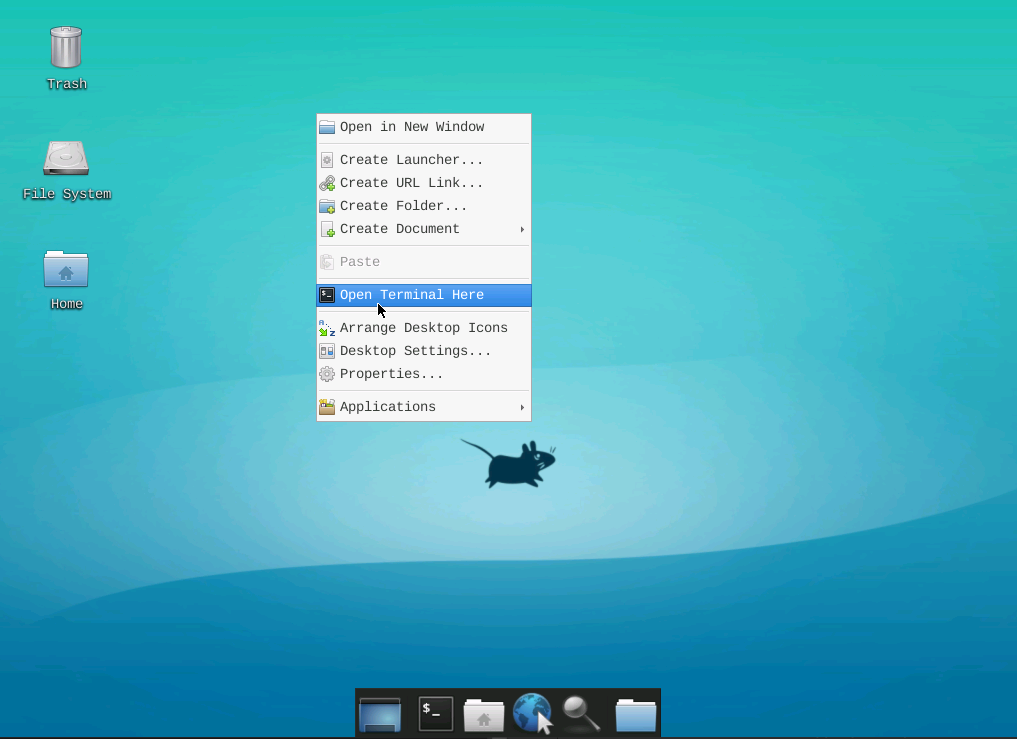 Trash
File System
Home
Open in New Window
Create Launcher...
Create URL Link...
Create Folder...
Create Document
Paste
Open Terminal Here
Arrange Desktop Icons
Desktop Settings...
Properties...
Applications
$_